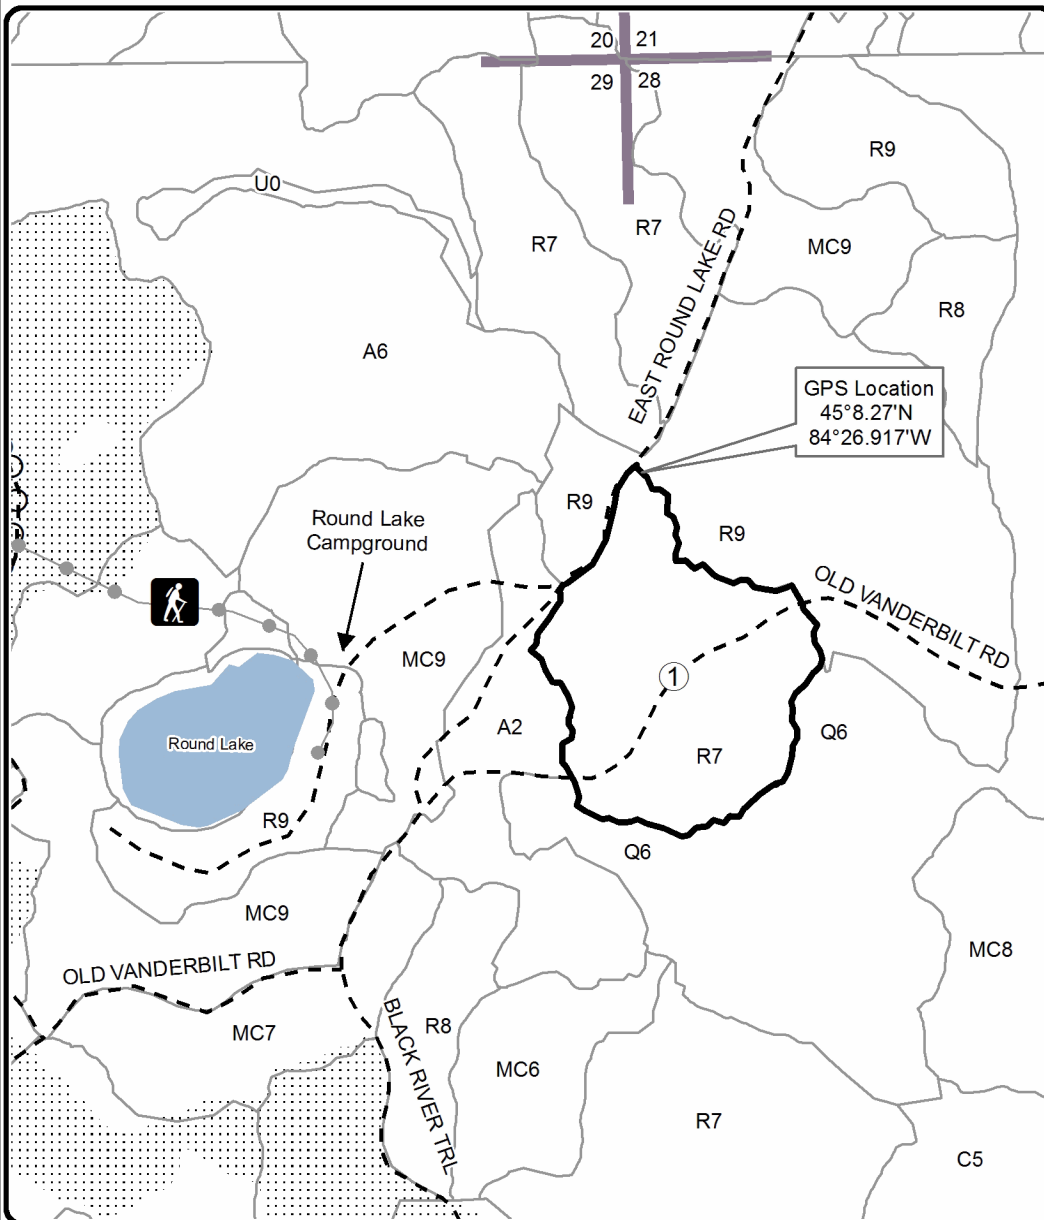 20
21
29
28
R9
U0
R7
R7
MC9
EAST ROUND LAKE RD
R8
A6
GPS Location
45°8.27'N
84°26.917'W
R9
Round Lake
Campground
R9
OLD VANDERBILT RD
MC9
1
A2
Q6
Round Lake
R7
R9
Q6
MC9
MC8
OLD VANDERBILT RD
BLACK RIVER TRL
R8
MC7
MC6
R7
C5